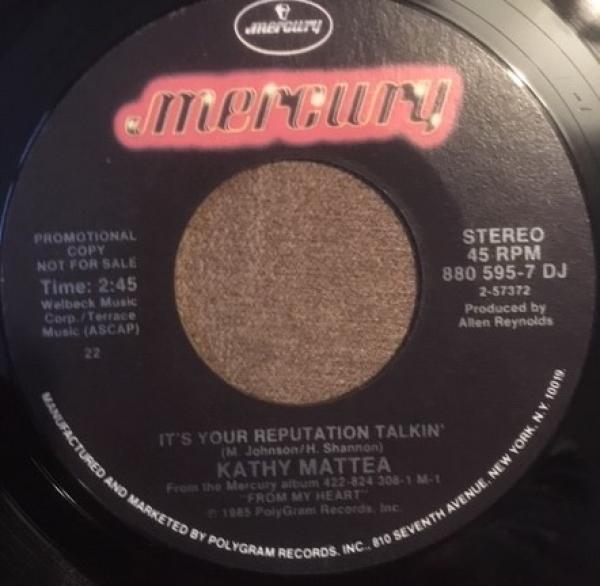 mercury
mercury
PROMOTIONAL
COPY
NOT FOR SALE
Time: 2:45
Welbeck Music
Corp./Terrace
Music (ASCAP)
22
STEREO
45 RPM
880 595-7 DJ
2-57372
Produced by
Allen Reynolds
IT'S YOUR REPUTATION TALKIN'
(M. Johnson/H. Shannon)
KATHY MATTEA
From the Mercury album 422-824 308-1 M-1
"FROM MY HEART"
℗ 1985 PolyGram Records, Inc.
MANUFACTURED AND MARKETED BY POLYGRAM RECORDS, INC., 810 SEVENTH AVENUE, NEW YORK, N.Y. 10019.